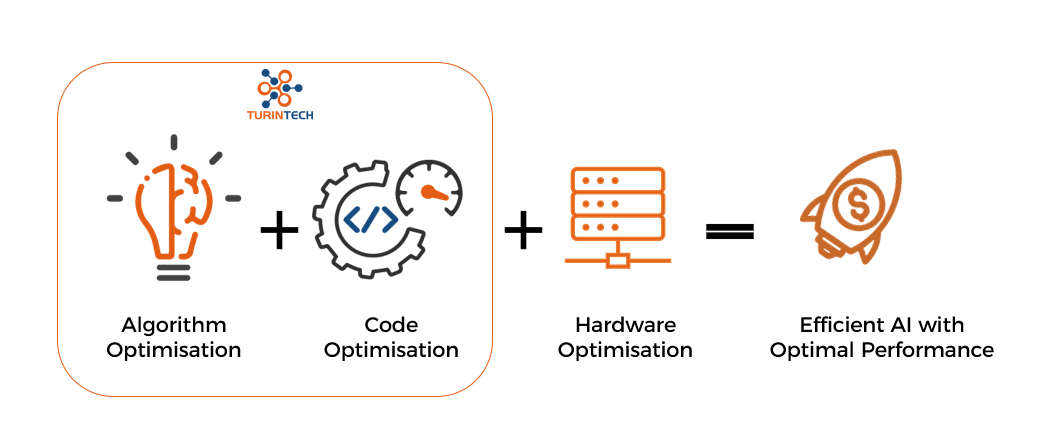 TURINTECH
Algorithm
Optimisation
Code
Optimisation
Hardware
Optimisation
Efficient AI with
Optimal Performance